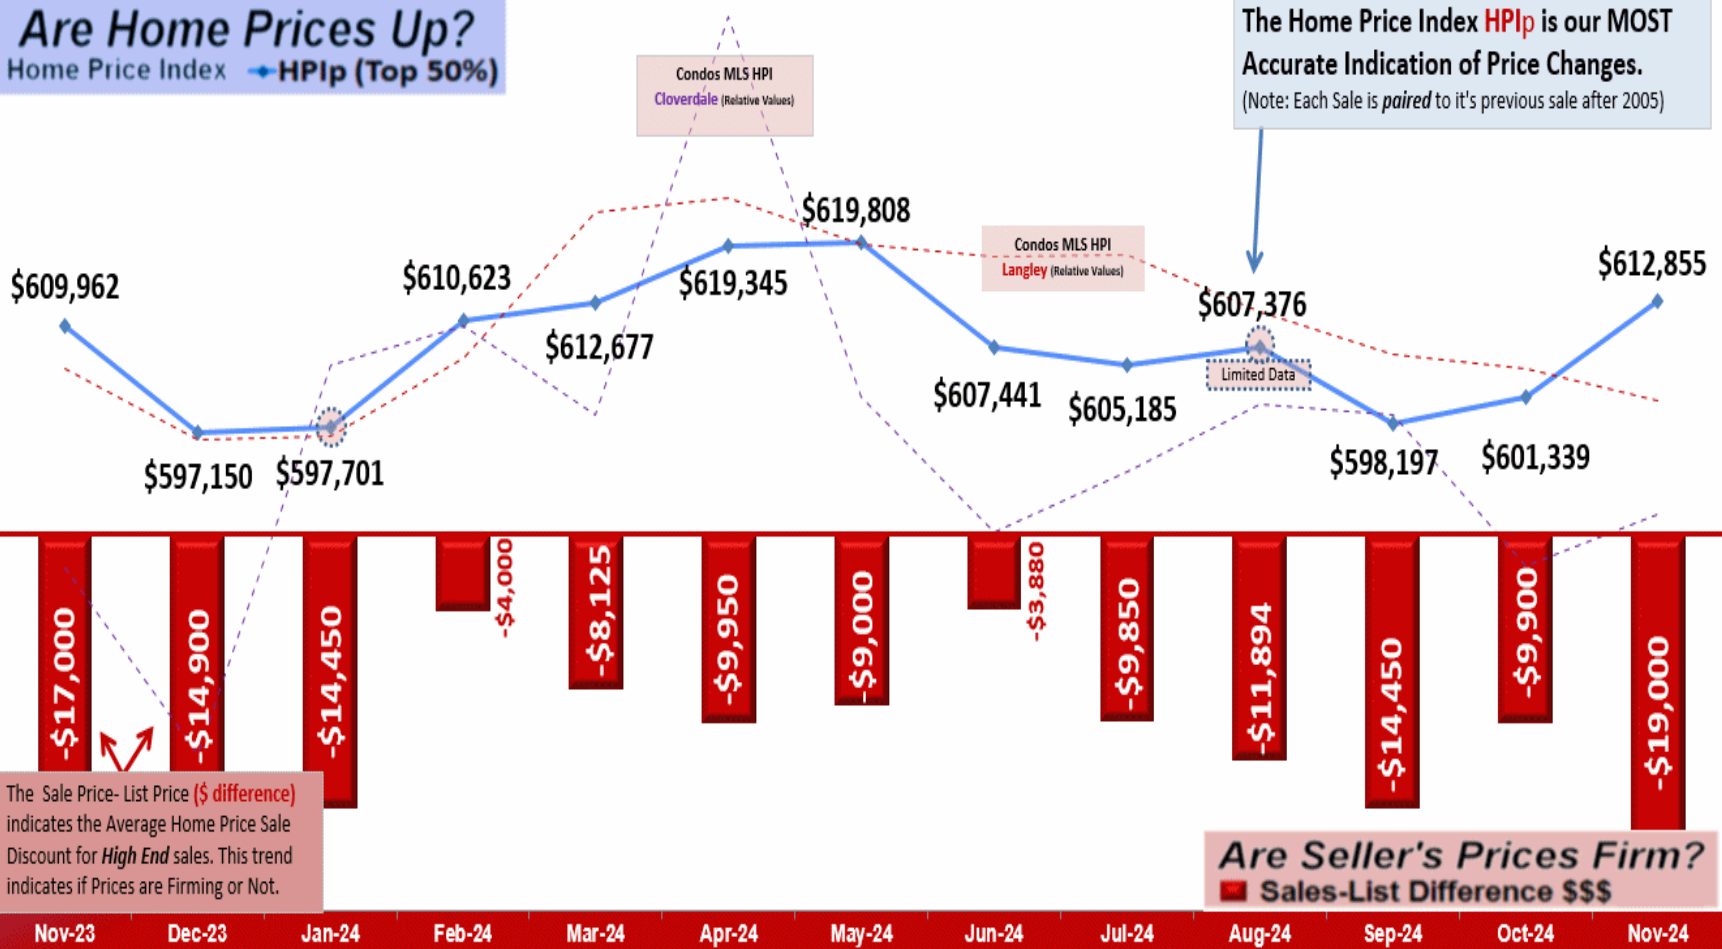 Are Home Prices Up?
Home Price Index HPIp (Top 50%)
The Home Price Index HPIp is our MOST
Accurate Indication of Price Changes.
(Note: Each Sale is paired to it's previous sale after 2005)
Condos MLS HPI
Cloverdale (Relative Values)
Condos MLS HPI
Langley (Relative Values)
$609,962
$597,150
$597,701
$610,623
$612,677
$619,345
$619,808
$607,441
$605,185
$607,376
Limited Data
$598,197
$601,339
$612,855
-$17,000
-$14,900
-$14,450
-$4,000
-$8,125
-$9,950
-$9,000
-$3,880
-$9,850
-$11,894
-$14,450
-$9,900
-$19,000
The Sale Price- List Price ($ difference)
indicates the Average Home Price Sale
Discount for High End sales. This trend
indicates if Prices are Firming or Not.
Are Seller's Prices Firm?
Sales-List Difference $$$
Nov-23 Dec-23 Jan-24 Feb-24 Mar-24 Apr-24 May-24 Jun-24 Jul-24 Aug-24 Sep-24 Oct-24 Nov-24